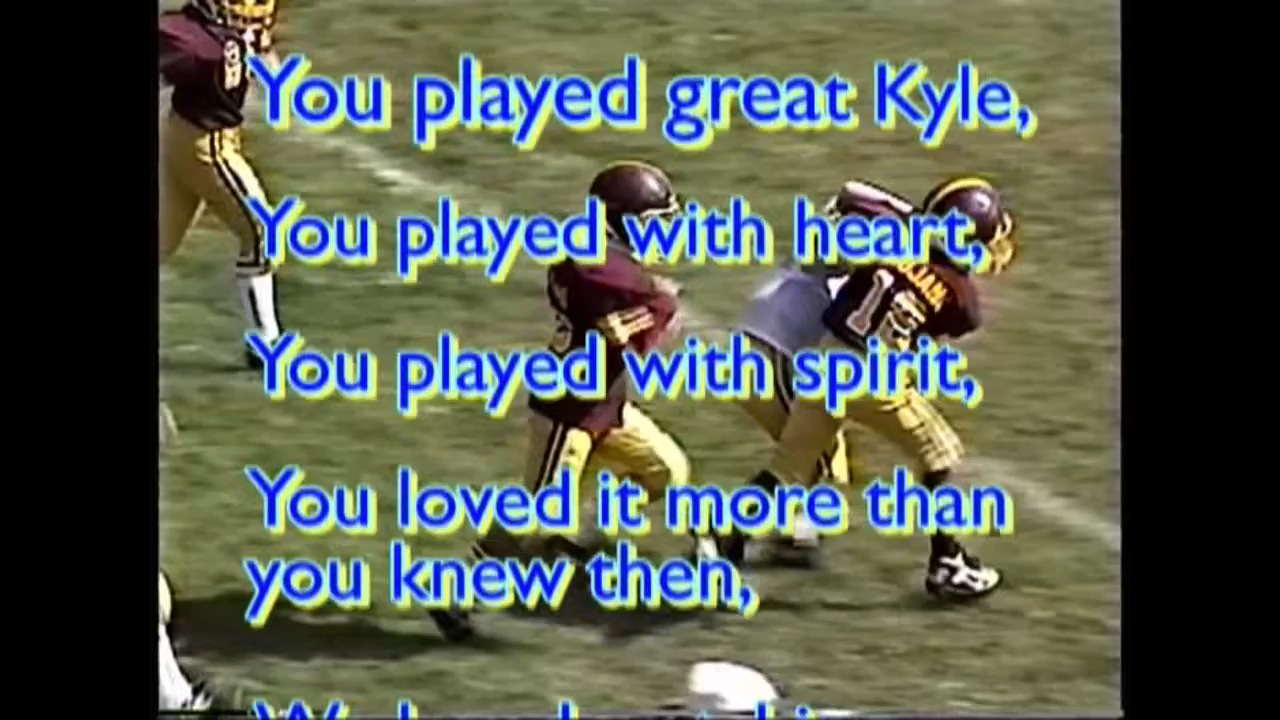 You played great Kyle,
You played with heart,
You played with spirit,
You loved it more than
you knew then,